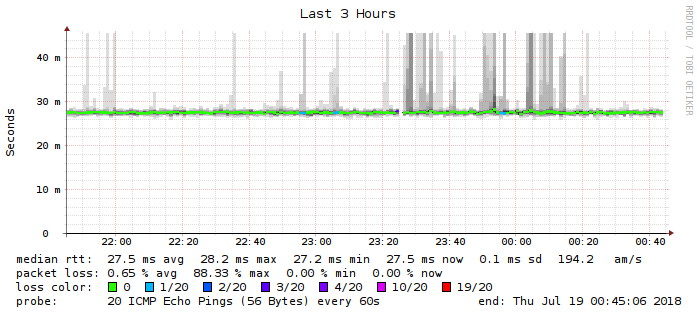 Last 3 Hours
RRDTOOL / TOBI OETIKER
Seconds
40 m
30 m
20 m
10 m
0
22:00 22:20 22:40 23:00 23:20 23:40 00:00 00:20 00:40
median rtt: 27.5 ms avg 28.2 ms max 27.2 ms min 27.5 ms now 0.1 ms sd 194.2 am/s
packet loss: 0.65 % avg 88.33 % max 0.00 % min 0.00 % now
loss color: 0 1/20 2/20 3/20 4/20 10/20 19/20
probe: 20 ICMP Echo Pings (56 Bytes) every 60s end: Thu Jul 19 00:45:06 2018